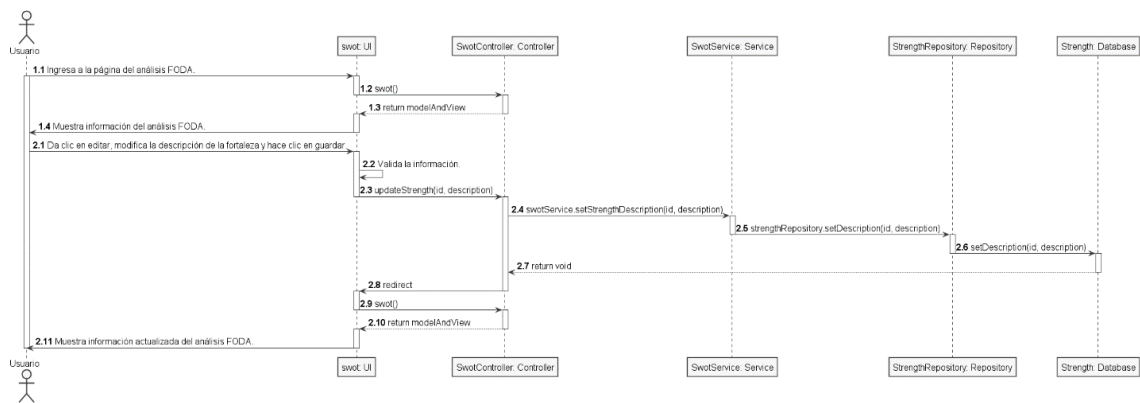 Usuario
swot: UI
SwotController: Controller
SwotService: Service
StrengthRepository: Repository
Strength: Database
1.1 Ingresa a la página del análisis FODA.
1.2 swot()
1.3 return modelAndView
1.4 Muestra información del análisis FODA.
2.1 Da clic en editar, modifica la descripción de la fortaleza y hace clic en guardar
2.2 Valida la información.
2.3 updateStrength(id, description)
2.4 swotService.setStrengthDescription(id, description)
2.5 strengthRepository.setDescription(id, description)
2.6 setDescription(id, description)
2.7 return void
2.8 redirect
2.9 swot()
2.10 return modelAndView
2.11 Muestra información actualizada del análisis FODA.
Usuario
swot: UI
SwotController: Controller
SwotService: Service
StrengthRepository: Repository
Strength: Database